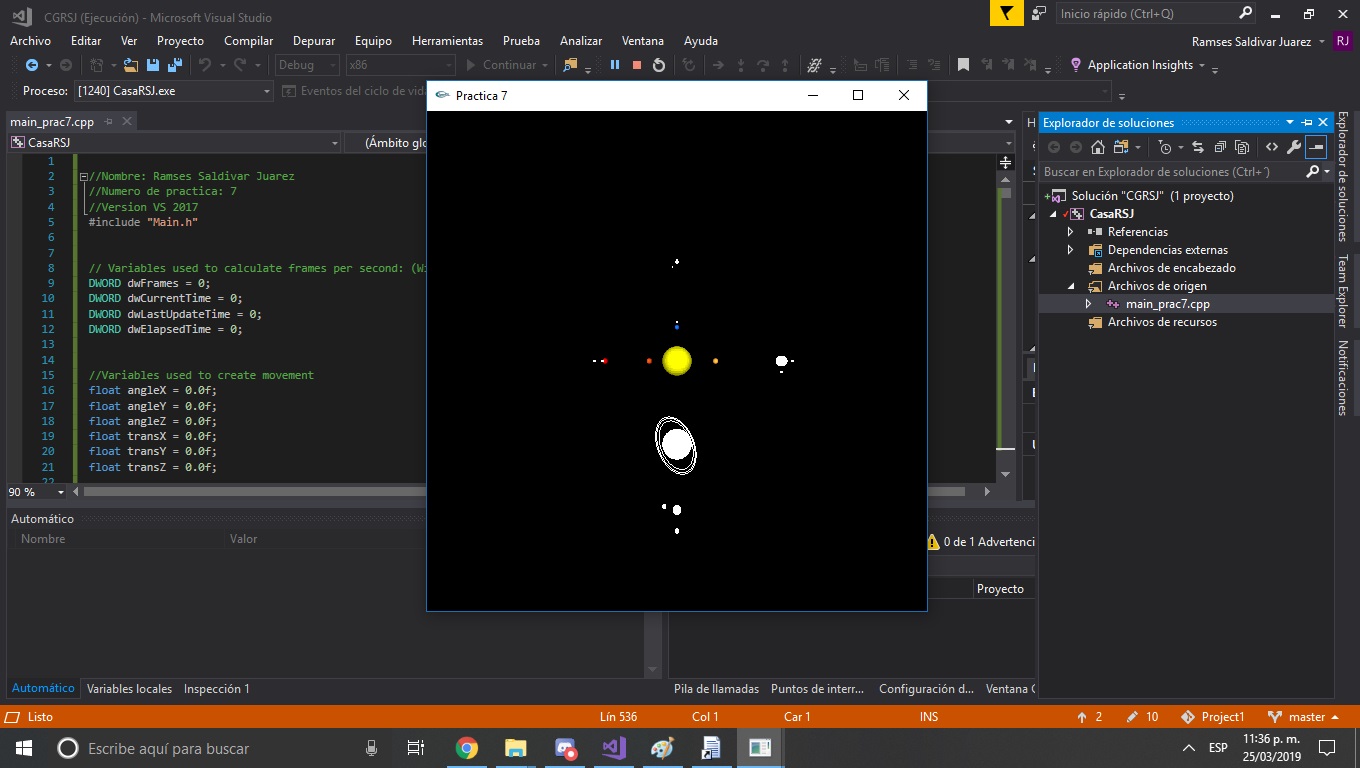 CGRSJ (Ejecución) - Microsoft Visual Studio
Inicio rápido (Ctrl+Q)
Archivo Editar Ver Proyecto Compilar Depurar Equipo Herramientas Prueba Analizar Ventana Ayuda
Ramses Saldivar Juarez RJ
Debug x86 Continuar Application Insights
Proceso: [1240] CasaRSJ.exe Eventos del ciclo de vida
Practica 7
main_prac7.cpp
CasaRSJ (Ámbito glo
1
2 //Nombre: Ramses Saldivar Juarez
3 //Numero de practica: 7
4 //Version VS 2017
5 #include "Main.h"
6
7
8 // Variables used to calculate frames per second: (Wi
9 DWORD dwFrames = 0;
10 DWORD dwCurrentTime = 0;
11 DWORD dwLastUpdateTime = 0;
12 DWORD dwElapsedTime = 0;
13
14
15 //Variables used to create movement
16 float angleX = 0.0f;
17 float angleY = 0.0f;
18 float angleZ = 0.0f;
19 float transX = 0.0f;
20 float transY = 0.0f;
21 float transZ = 0.0f;
22
90 %
Explorador de soluciones
Buscar en Explorador de soluciones (Ctrl+´)
Solución "CGRSJ" (1 proyecto)
CasaRSJ
Referencias
Dependencias externas
Archivos de encabezado
Archivos de origen
main_prac7.cpp
Archivos de recursos
Explorador de soluciones
Team Explorer
Notificaciones
Automático
Nombre Valor
0 de 1 Advertenci
Proyecto
Automático Variables locales Inspección 1
Pila de llamadas Puntos de interr... Configuración d... Ventana C
Listo Lín 536 Col 1 Car 1 INS 2 10 Project1 master
Escribe aquí para buscar
ESP
11:36 p. m.
25/03/2019